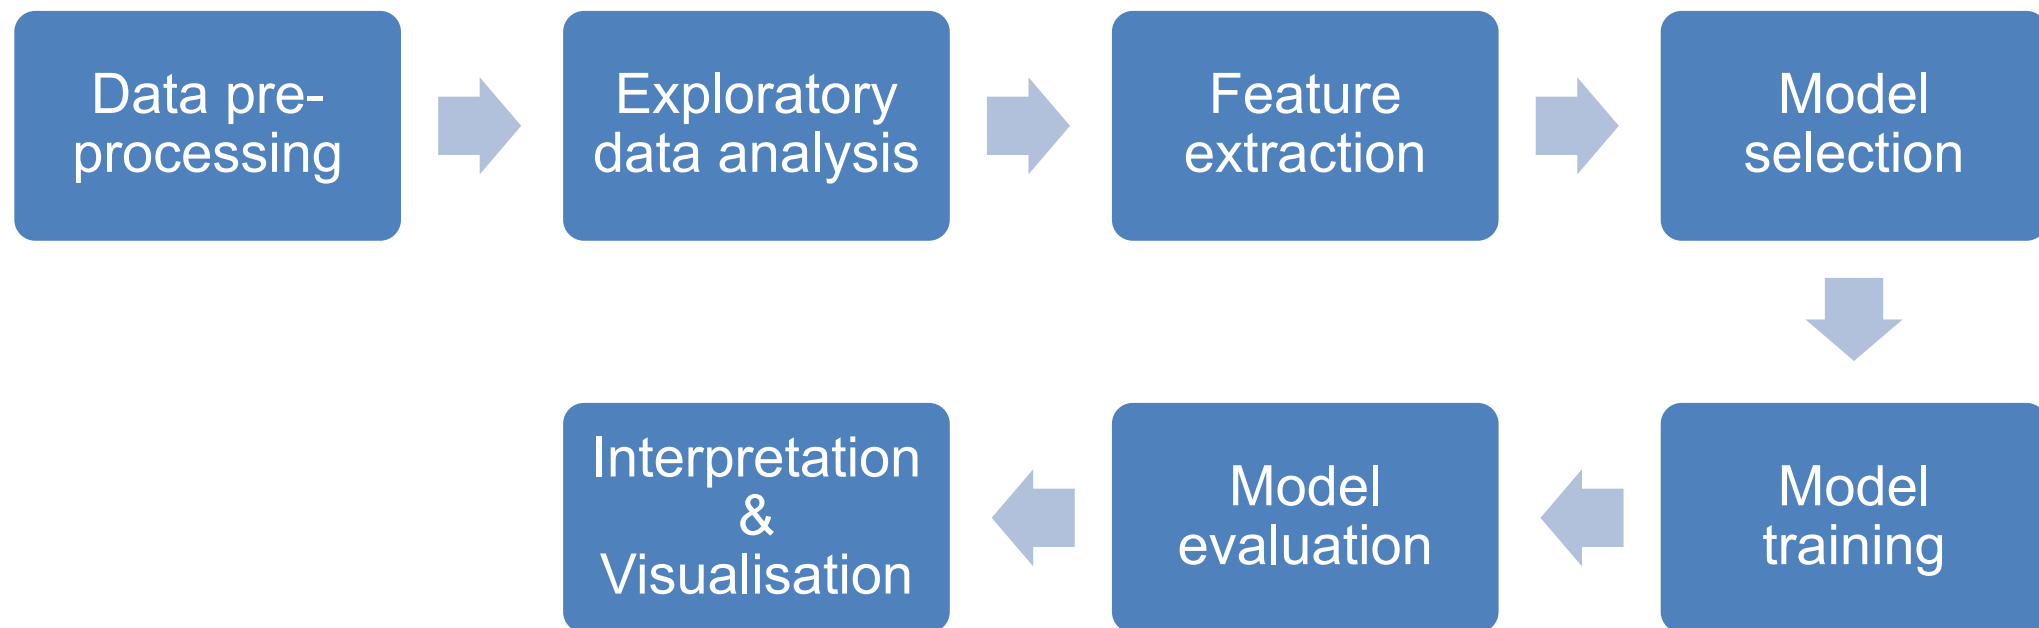 Data pre-
processing
Exploratory
data analysis
Feature
extraction
Model
selection
Model
training
Model
evaluation
Interpretation
&
Visualisation